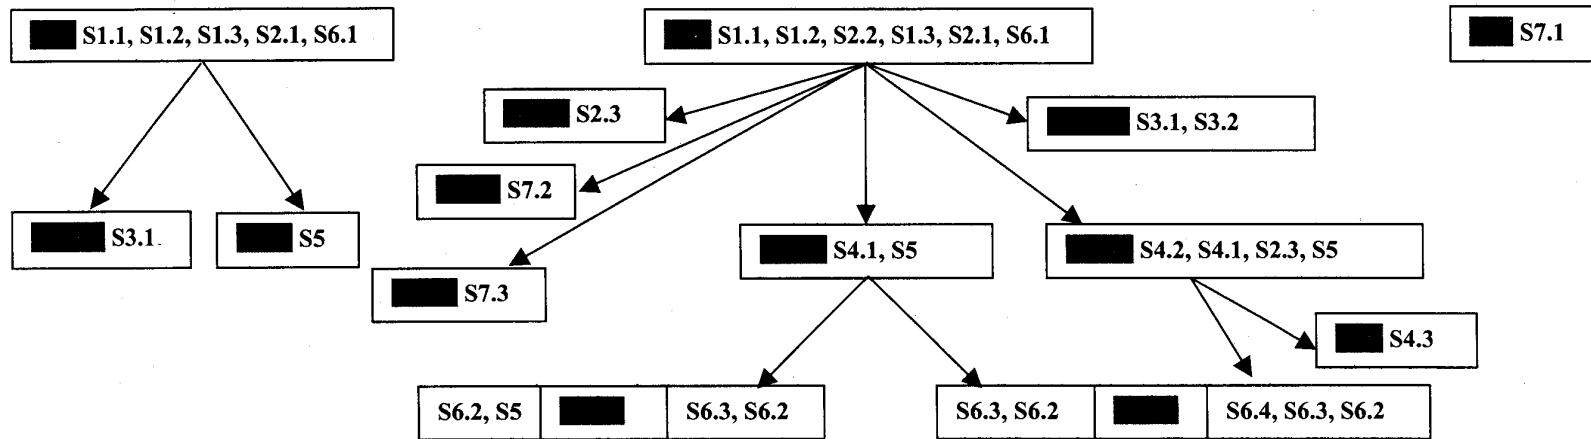 S1.1, S1.2, S1.3, S2.1, S6.1
S1.1, S1.2, S2.2, S1.3, S2.1, S6.1
S7.1
S2.3
S3.1, S3.2
S7.2
S3.1
S5
S4.1, S5
S4.2, S4.1, S2.3, S5
S7.3
S4.3
S6.2, S5
S6.3, S6.2
S6.3, S6.2
S6.4, S6.3, S6.2